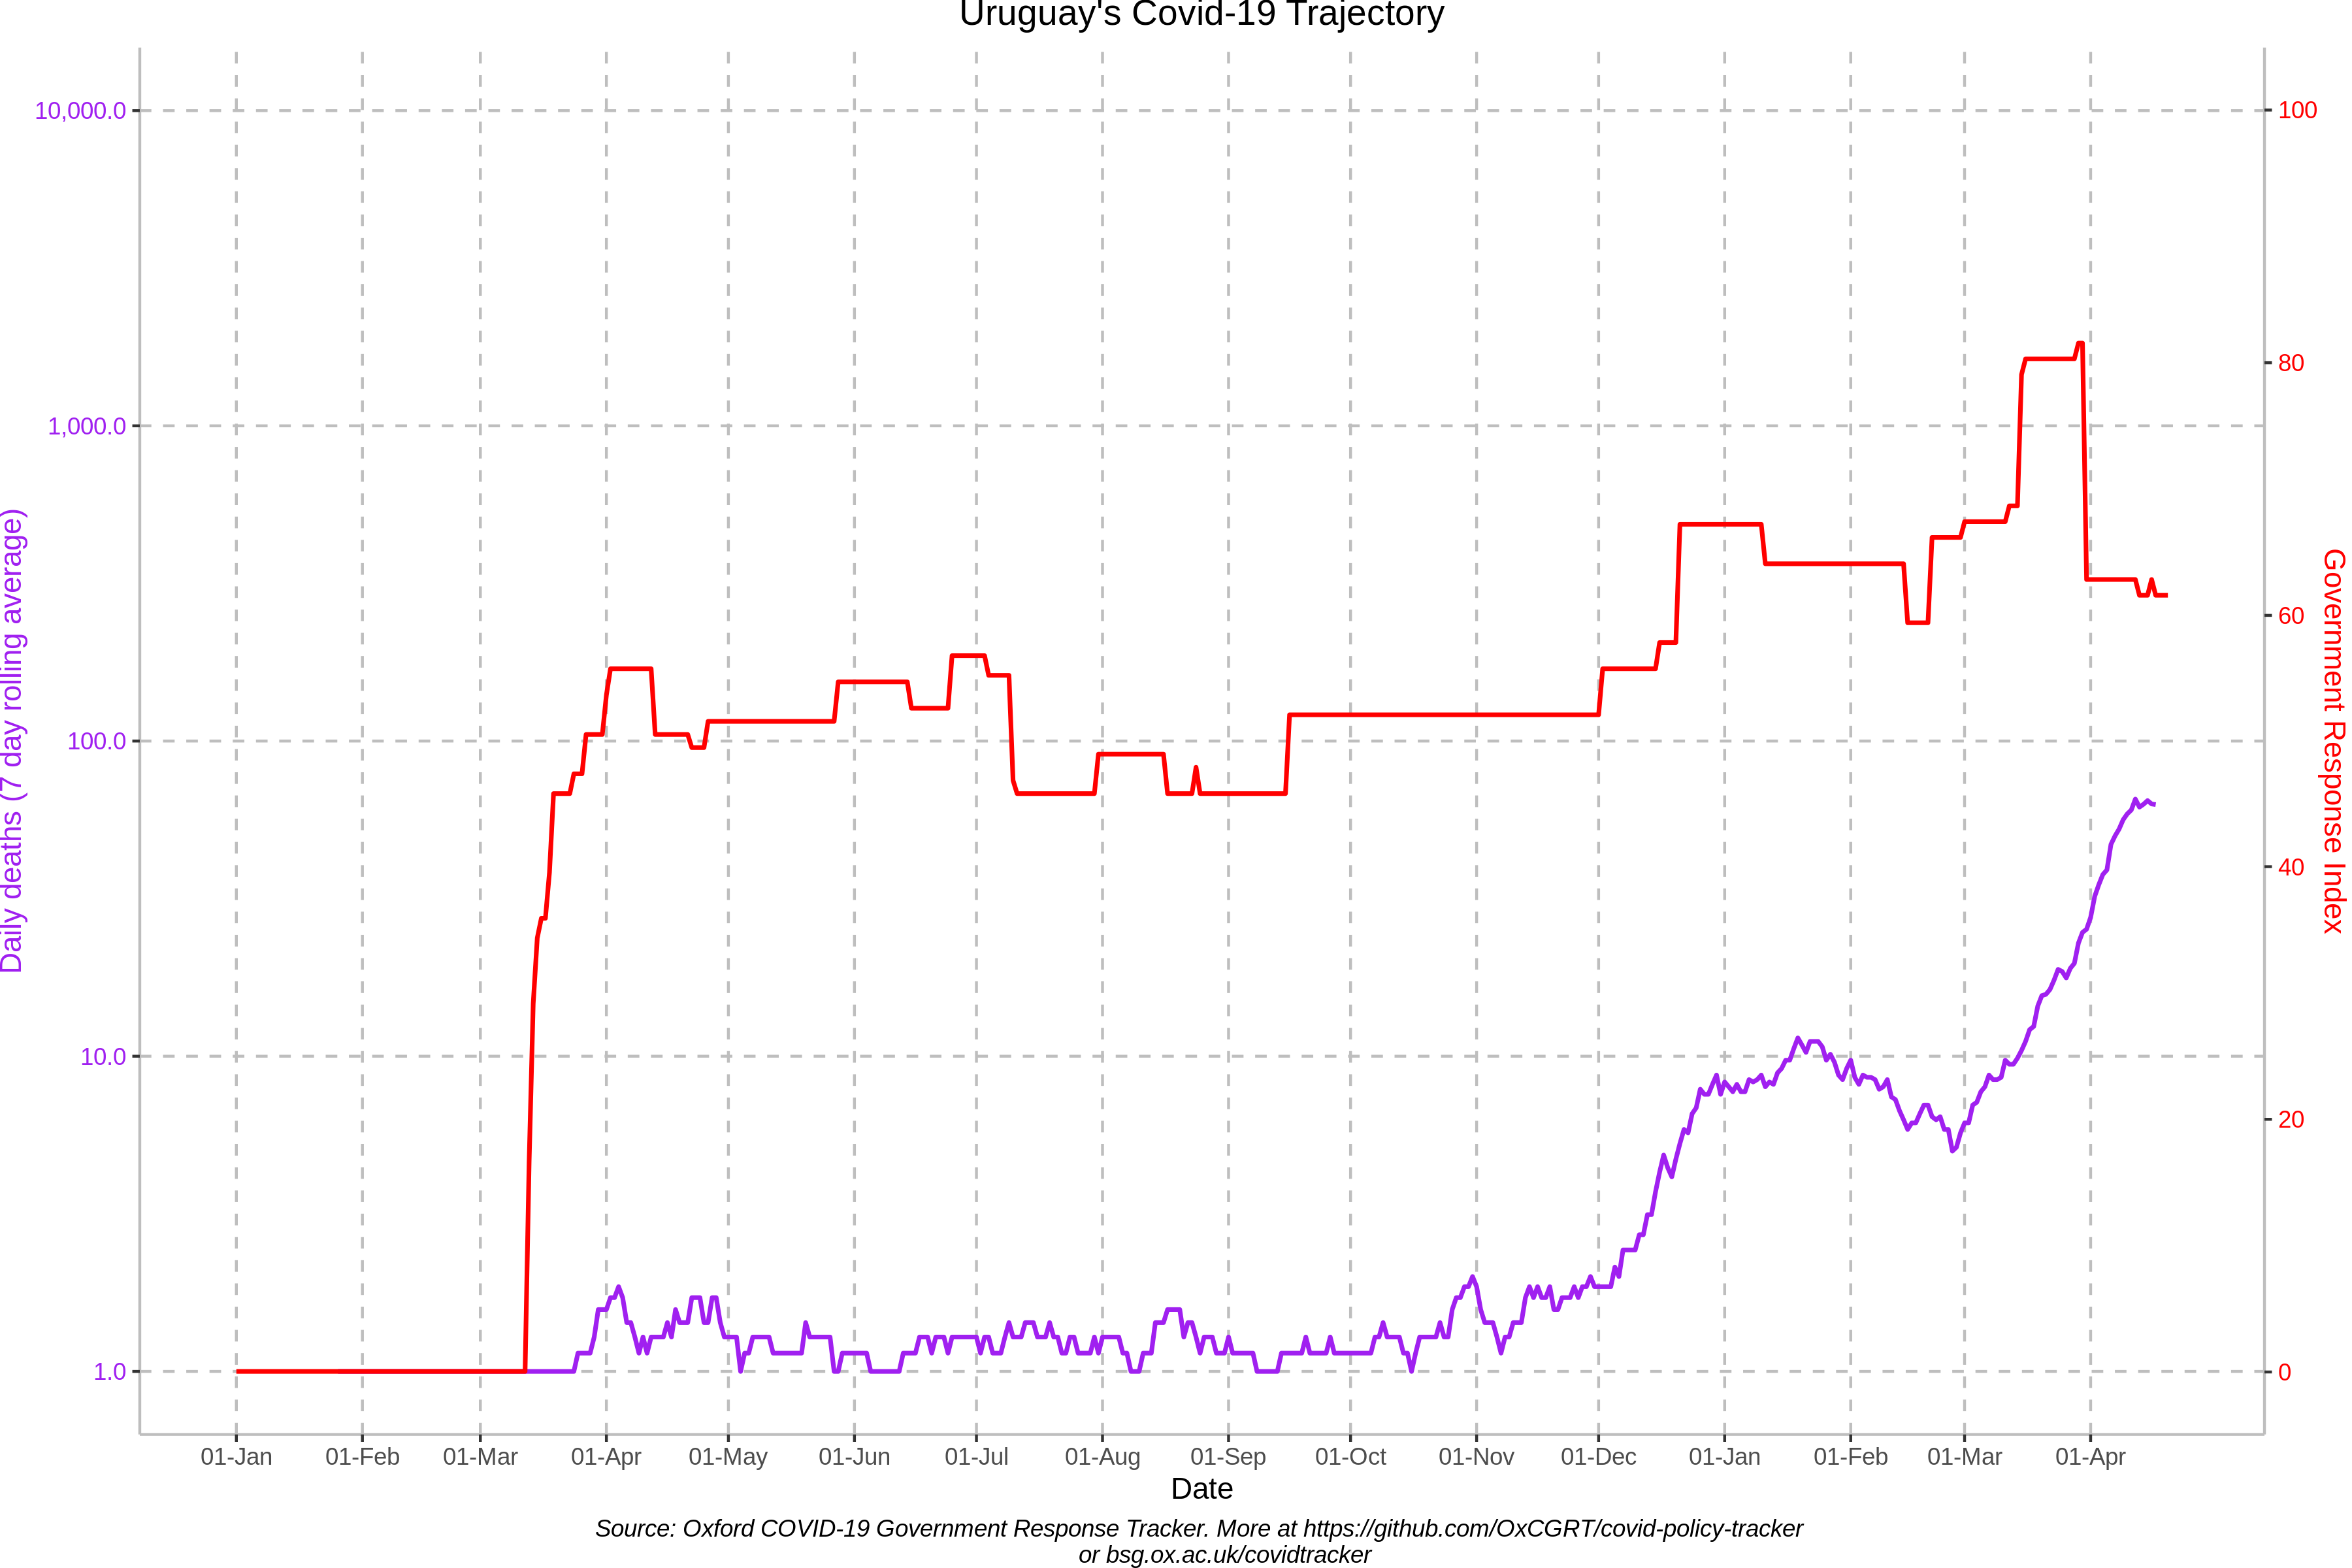 Uruguay's Covid-19 Trajectory
10,000.0
1,000.0
100.0
10.0
1.0
Daily deaths (7 day rolling average)
100
80
60
40
20
0
Government Response Index
01-Jan 01-Feb 01-Mar 01-Apr 01-May 01-Jun 01-Jul 01-Aug 01-Sep 01-Oct 01-Nov 01-Dec 01-Jan 01-Feb 01-Mar 01-Apr
Date
Source: Oxford COVID-19 Government Response Tracker. More at https://github.com/OxCGRT/covid-policy-tracker
or bsg.ox.ac.uk/covidtracker